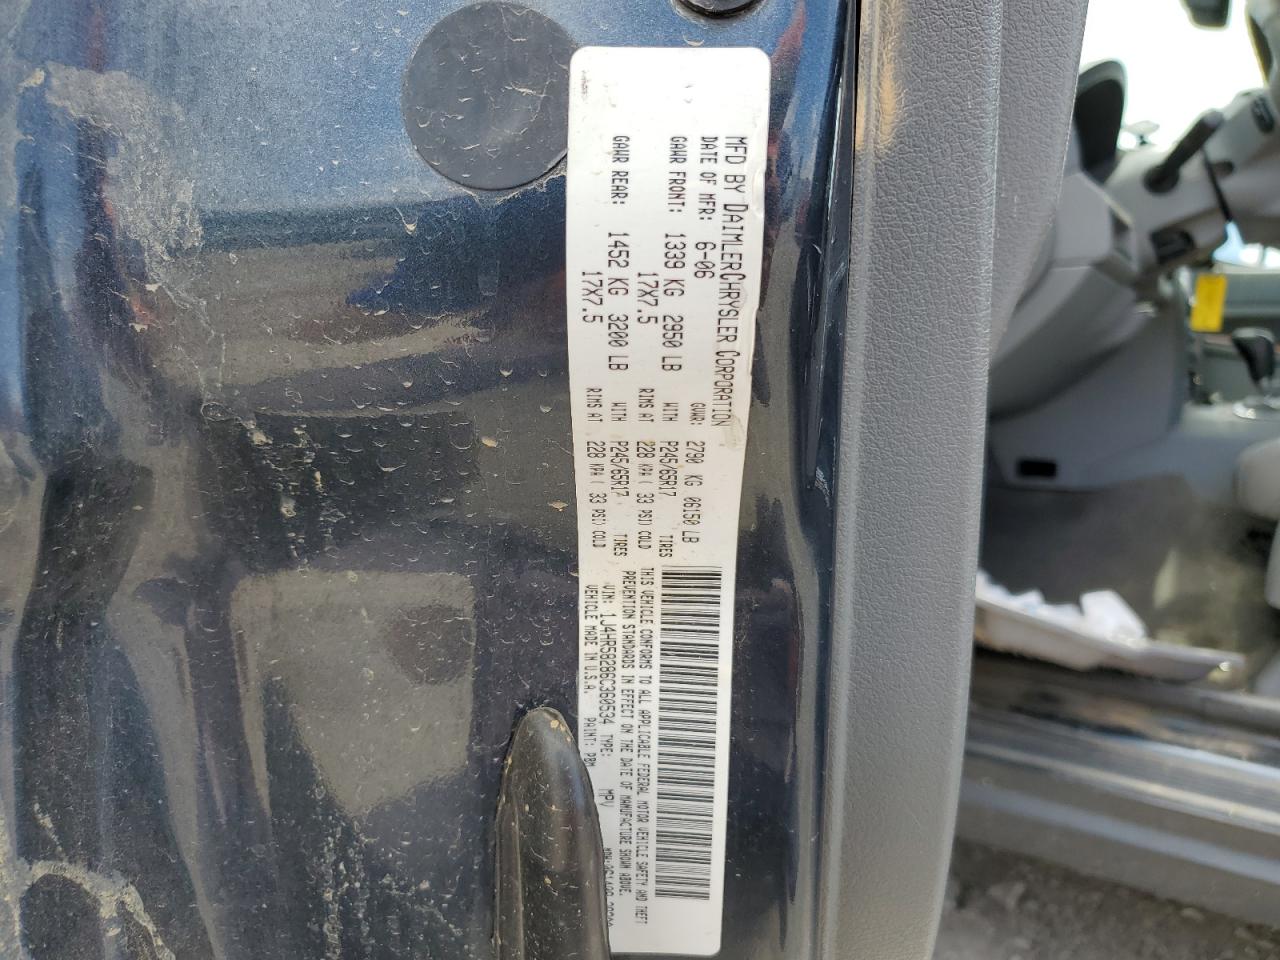 MFD BY DAIMLERCHRYSLER CORPORATION
DATE OF MFR: 6-06 GVWR: 2790 KG 06150 LB
GAWR FRONT: 1339 KG 2950 LB WITH P245/65R17 TIRES
17X7.5 RIMS AT 228 KPA( 33 PSI) COLD
GAWR REAR: 1452 KG 3200 LB WITH P245/65R17 TIRES
17X7.5 RIMS AT 228 KPA( 33 PSI) COLD
THIS VEHICLE CONFORMS TO ALL APPLICABLE FEDERAL MOTOR VEHICLE SAFETY AND THEFT
PREVENTION STANDARDS IN EFFECT ON THE DATE OF MANUFACTURE SHOWN ABOVE.
VIN: 1J4HR58286C360534 TYPE: MPV
VEHICLE MADE IN U.S.A. PAINT: PBM